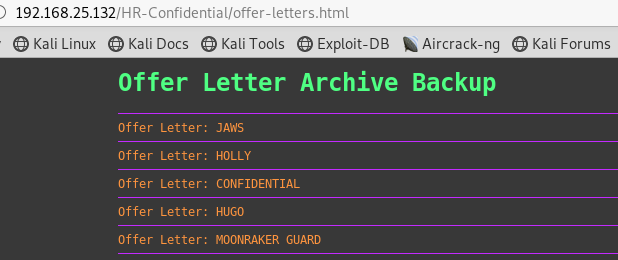 192.168.25.132/HR-Confidential/offer-letters.html
Kali Linux Kali Docs Kali Tools Exploit-DB Aircrack-ng Kali Forums
Offer Letter Archive Backup
Offer Letter: JAWS
Offer Letter: HOLLY
Offer Letter: CONFIDENTIAL
Offer Letter: HUGO
Offer Letter: MOONRAKER GUARD